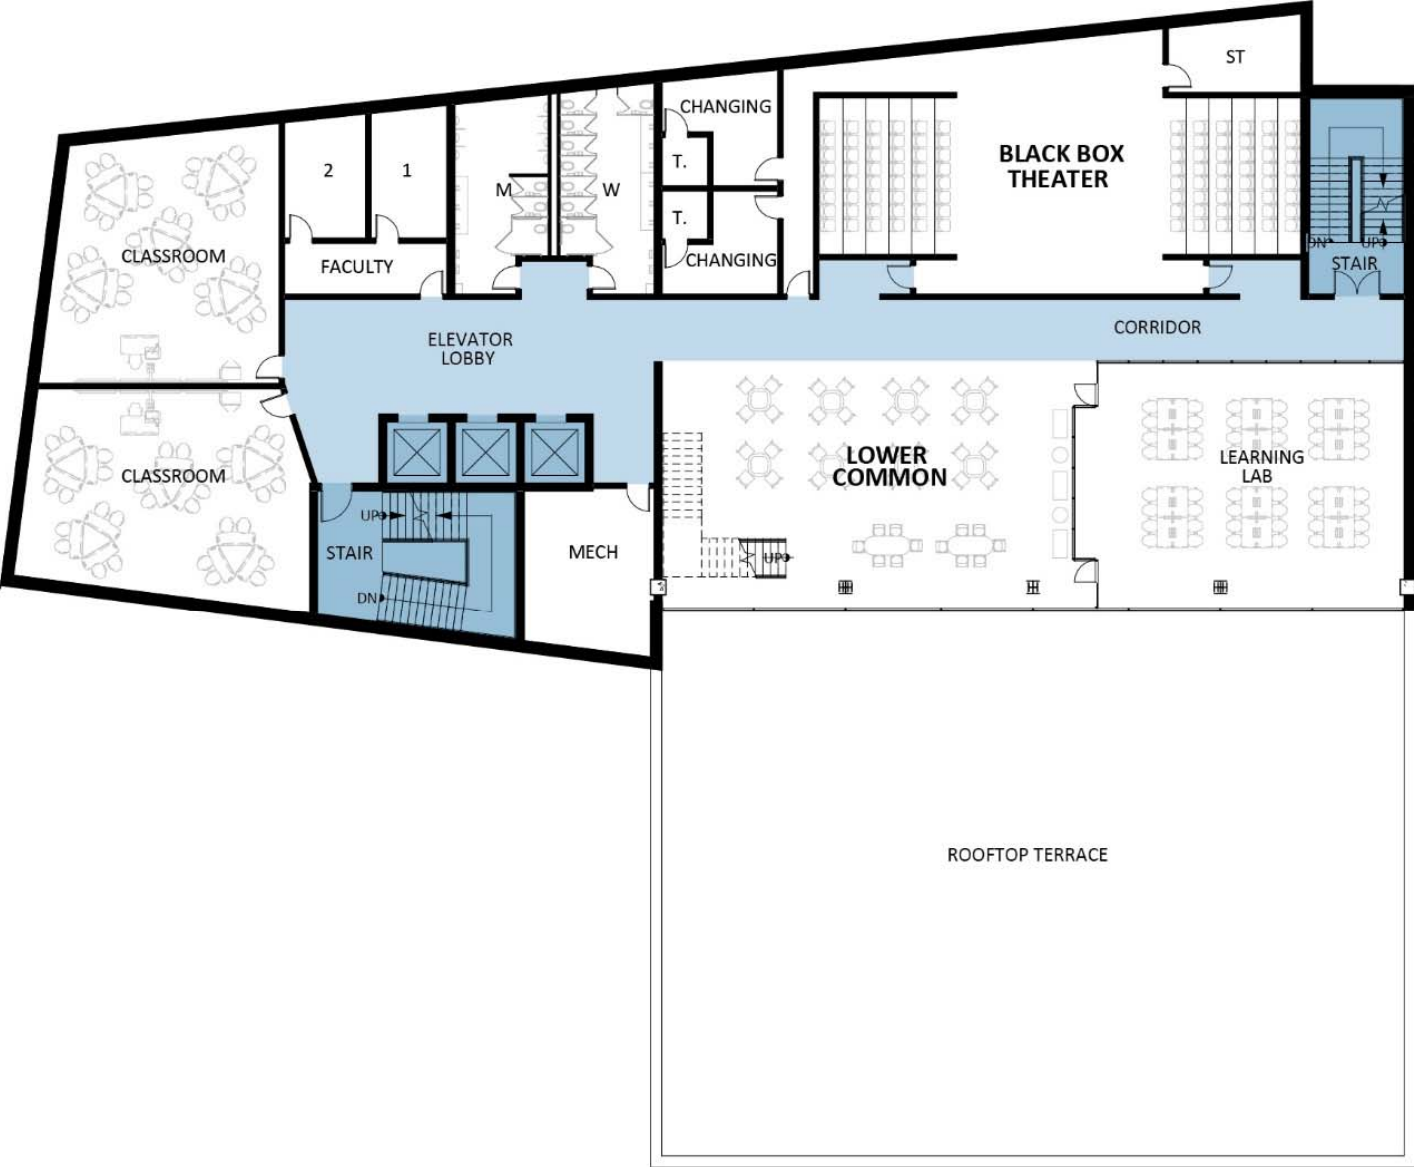 ST
CHANGING
T.
BLACK BOX
THEATER
2
1
M
W
T.
CHANGING
CLASSROOM
FACULTY
DN
UP
STAIR
ELEVATOR
LOBBY
CORRIDOR
CLASSROOM
LOWER
COMMON
LEARNING
LAB
UP
STAIR
MECH
UP
DN
ROOFTOP TERRACE